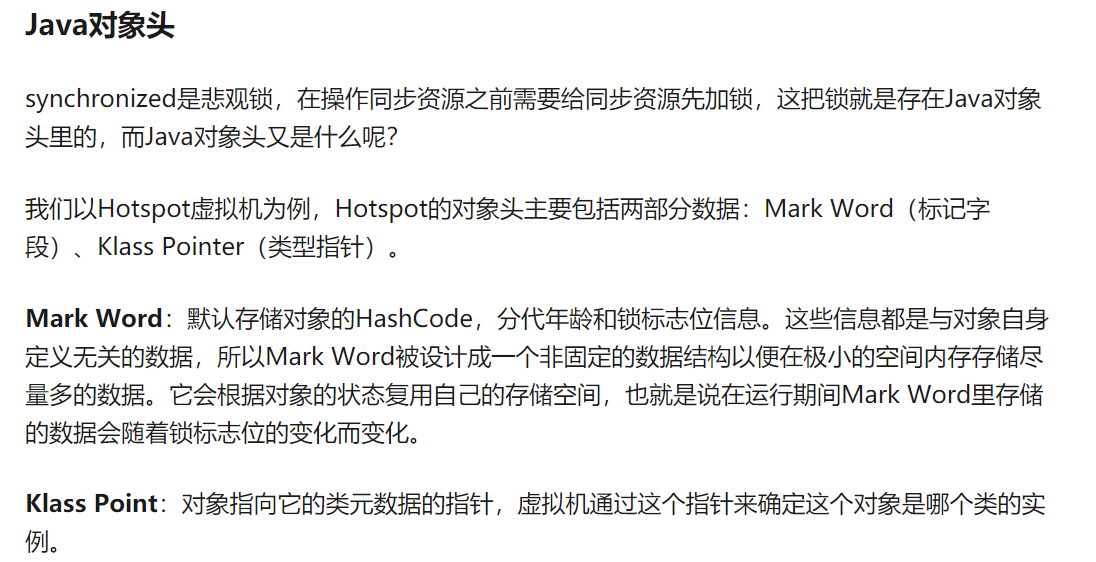 Java对象头
synchronized是悲观锁，在操作同步资源之前需要给同步资源先加锁，这把锁就是存在Java对象
头里的，而Java对象头又是什么呢？
我们以Hotspot虚拟机为例，Hotspot的对象头主要包括两部分数据：Mark Word（标记字
段）、Klass Pointer（类型指针）。
Mark Word：默认存储对象的HashCode，分代年龄和锁标志位信息。这些信息都是与对象自身
定义无关的数据，所以Mark Word被设计成一个非固定的数据结构以便在极小的空间内存存储尽
量多的数据。它会根据对象的状态复用自己的存储空间，也就是说在运行期间Mark Word里存储
的数据会随着锁标志位的变化而变化。
Klass Point：对象指向它的类元数据的指针，虚拟机通过这个指针来确定这个对象是哪个类的实
例。